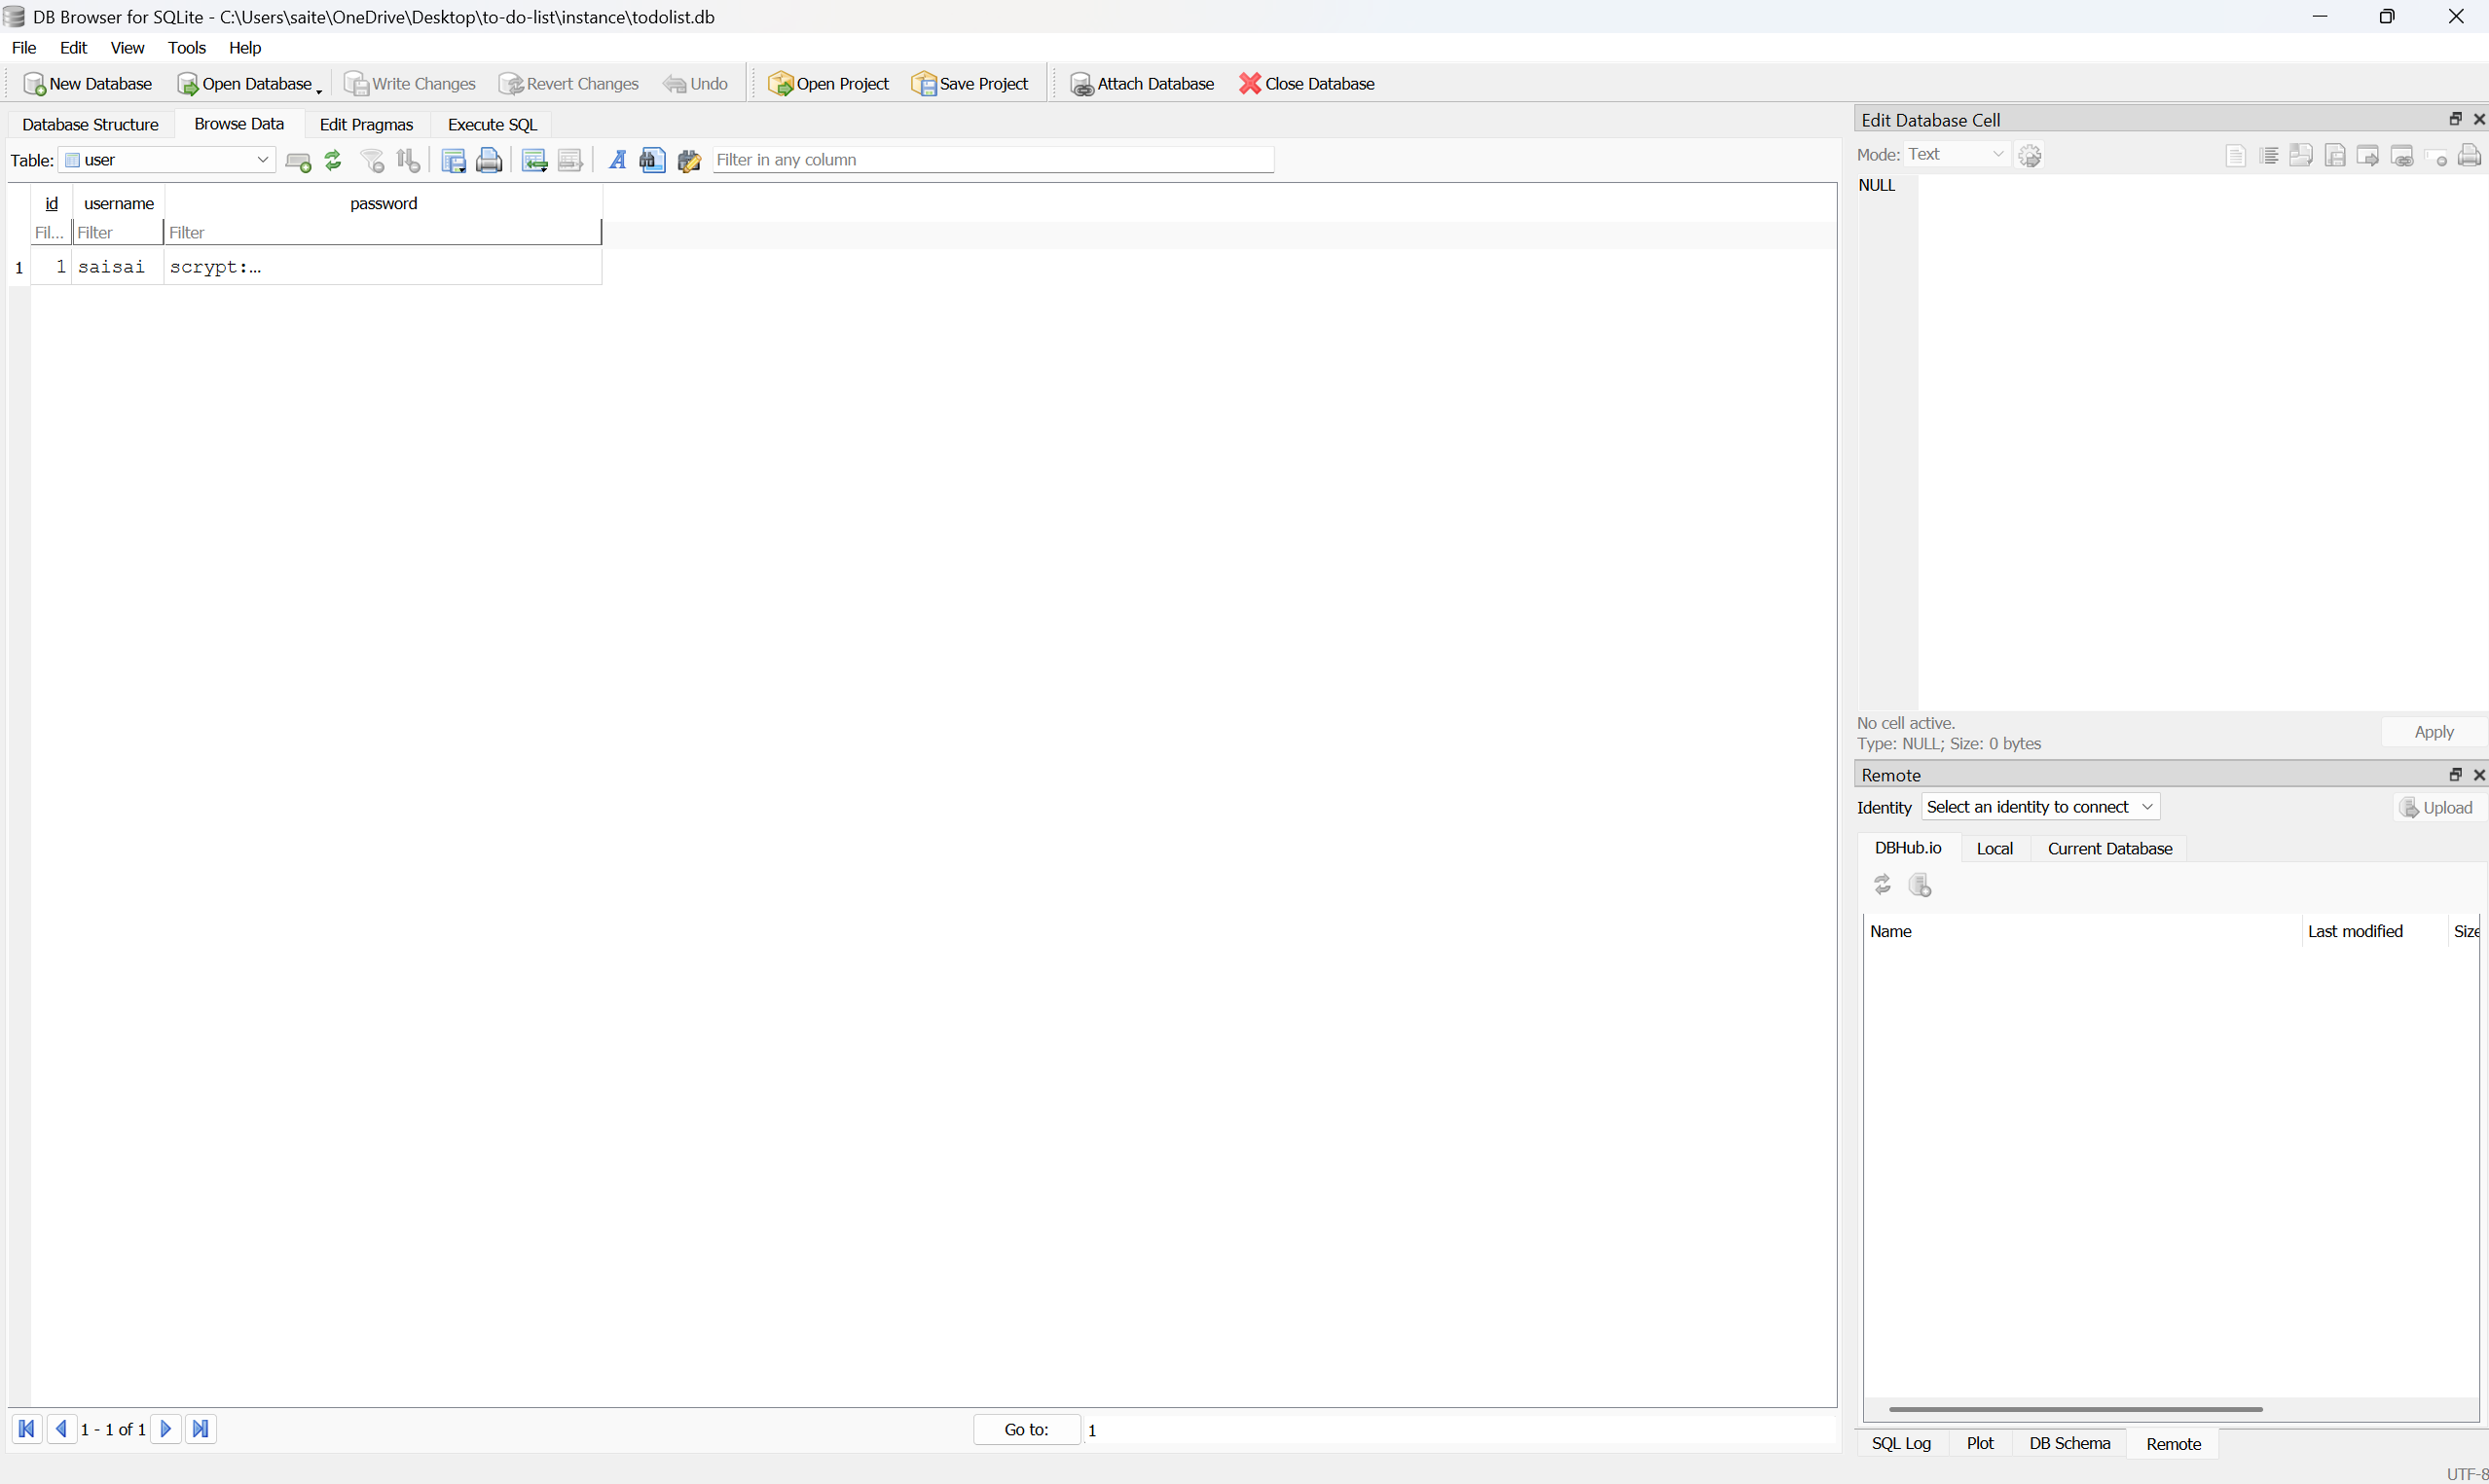 DB Browser for SQLite - C:\Users\saite\OneDrive\Desktop\to-do-list\instance\todolist.db
File Edit View Tools Help
New Database Open Database Write Changes Revert Changes Undo Open Project Save Project Attach Database Close Database
Database Structure Browse Data Edit Pragmas Execute SQL
Table: user Filter in any column
id username password
Fil... Filter Filter
1 1 saisai scrypt:…
1 - 1 of 1 Go to: 1
Edit Database Cell
Mode: Text
NULL
No cell active.
Type: NULL; Size: 0 bytes
Apply
Remote
Identity Select an identity to connect Upload
DBHub.io Local Current Database
Name Last modified Size
SQL Log Plot DB Schema Remote
UTF-8